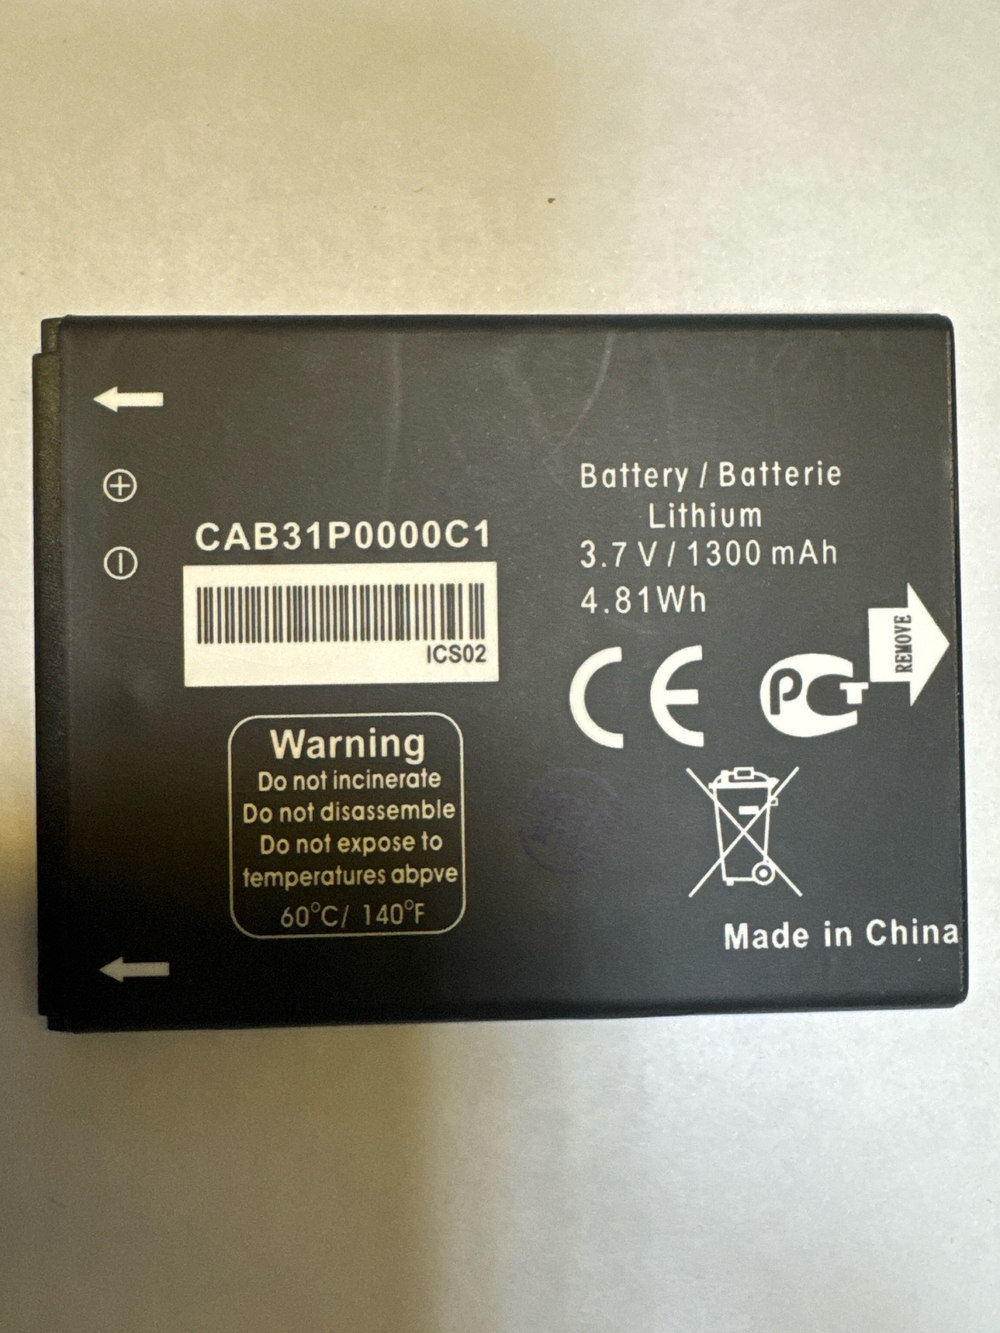 CAB31P0000C1
ICS02
Warning
Do not incinerate
Do not disassemble
Do not expose to
temperatures abpve
60°C/ 140°F
Battery / Batterie
Lithium
3.7 V / 1300 mAh
4.81Wh
CE
PCT
REMOVE
Made in China